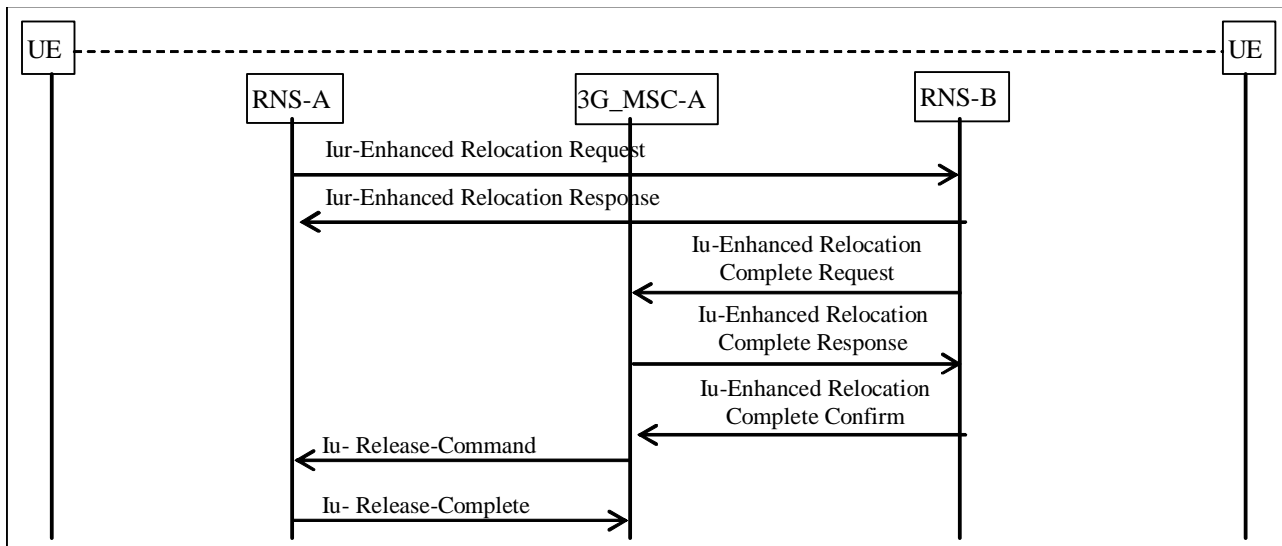 UE
UE
RNS-A
3G_MSC-A
RNS-B
Iur-Enhanced Relocation Request
Iur-Enhanced Relocation Response
Iu-Enhanced Relocation
Complete Request
Iu-Enhanced Relocation
Complete Response
Iu-Enhanced Relocation
Complete Confirm
Iu- Release-Command
Iu- Release-Complete